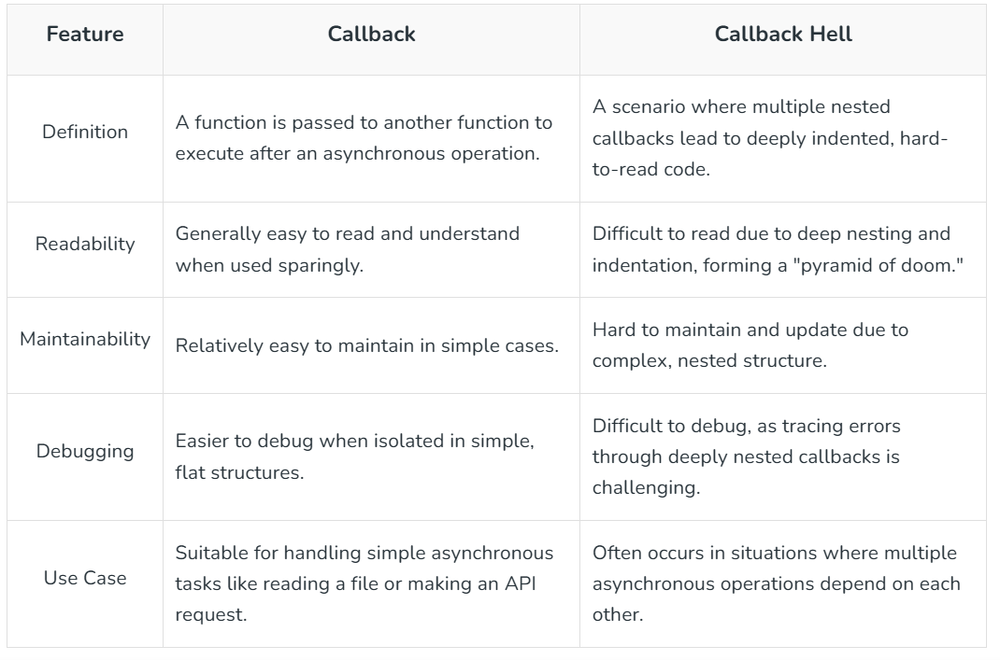 Feature
Callback
Callback Hell
Definition
A function is passed to another function to
execute after an asynchronous operation.
A scenario where multiple nested
callbacks lead to deeply indented, hard-
to-read code.
Readability
Generally easy to read and understand
when used sparingly.
Difficult to read due to deep nesting and
indentation, forming a "pyramid of doom."
Maintainability
Relatively easy to maintain in simple cases.
Hard to maintain and update due to
complex, nested structure.
Debugging
Easier to debug when isolated in simple,
flat structures.
Difficult to debug, as tracing errors
through deeply nested callbacks is
challenging.
Use Case
Suitable for handling simple asynchronous
tasks like reading a file or making an API
request.
Often occurs in situations where multiple
asynchronous operations depend on each
other.